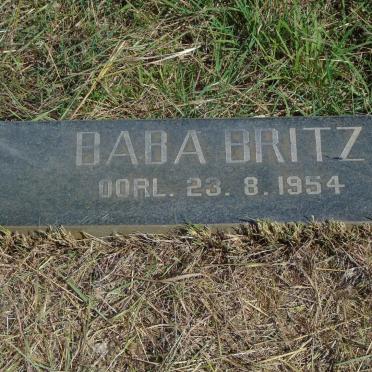 BABA BRITZ
OORL. 23. 8. 1954